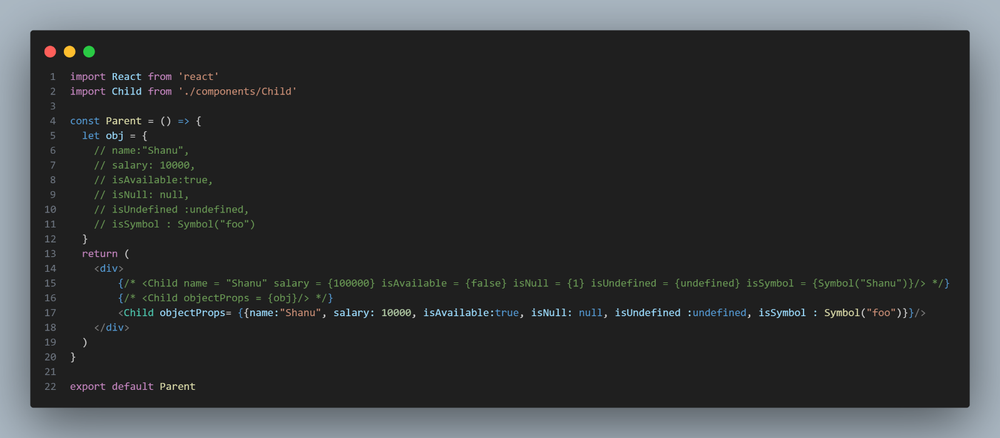 1 import React from 'react'
2 import Child from './components/Child'
3
4 const Parent = () => {
5   let obj = {
6     // name:"Shanu",
7     // salary: 10000,
8     // isAvailable:true,
9     // isNull: null,
10     // isUndefined :undefined,
11     // isSymbol : Symbol("foo")
12   }
13   return (
14     <div>
15         {/* <Child name = "Shanu" salary = {100000} isAvailable = {false} isNull = {1} isUndefined = {undefined} isSymbol = {Symbol("Shanu")}/> */}
16         {/* <Child objectProps = {obj}/> */}
17         <Child objectProps= {{name:"Shanu", salary: 10000, isAvailable:true, isNull: null, isUndefined :undefined, isSymbol : Symbol("foo")}}/>
18     </div>
19   )
20 }
21
22 export default Parent